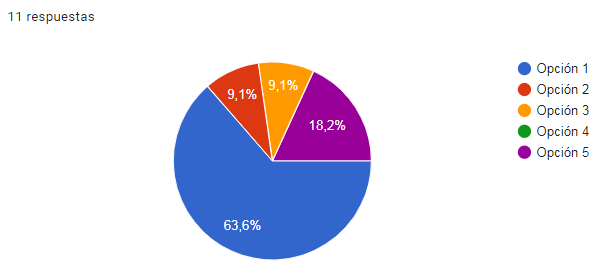 11 respuestas
9,1%
9,1%
18,2%
63,6%
Opción 1
Opción 2
Opción 3
Opción 4
Opción 5